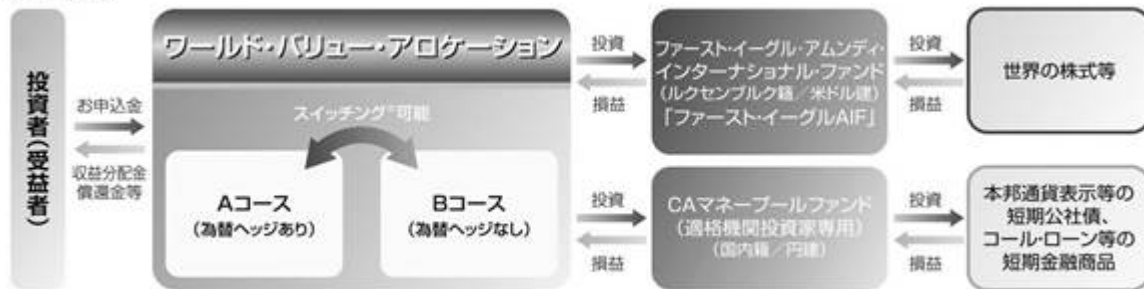 投資者(受益者)
お申込金
収益分配金
償還金等
ワールド・バリュー・アロケーション
スイッチング※可能
Aコース
(為替ヘッジあり)
Bコース
(為替ヘッジなし)
投資
損益
ファースト・イーグル・アムンディ・
インターナショナル・ファンド
(ルクセンブルク籍/米ドル建)
「ファースト・イーグルAIF」
投資
損益
世界の株式等
投資
損益
CAマネープールファンド
(適格機関投資家専用)
(国内籍/円建)
投資
損益
本邦通貨表示等の
短期公社債、
コール・ローン等の
短期金融商品